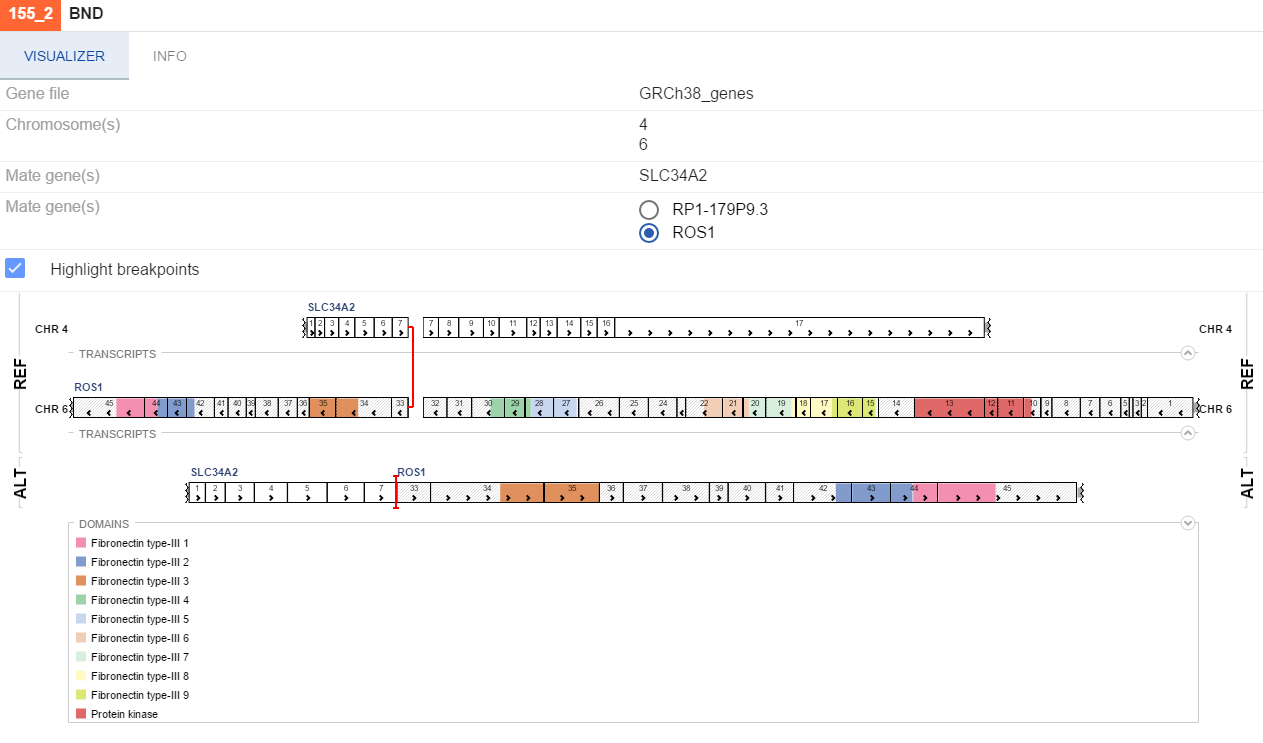 155_2 BND
VISUALIZER INFO
Gene file GRCh38_genes
Chromosome(s) 4
6
Mate gene(s) SLC34A2
Mate gene(s) RP1-179P9.3
ROS1
Highlight breakpoints
SLC34A2
CHR 4 1 2 3 4 5 6 7 7 8 9 10 11 12 13 14 15 16 17 CHR 4
TRANSCRIPTS
REF REF
ROS1
CHR 6 45 44 43 42 41 40 39 38 37 36 35 34 33 32 31 30 29 28 27 26 25 24 22 21 20 19 18 17 16 15 14 13 12 11 10 9 8 7 6 5 3 2 1 CHR 6
TRANSCRIPTS
ALT ALT
SLC34A2 ROS1
1 2 3 4 5 6 7 33 34 35 36 37 38 39 40 41 42 43 44 45
DOMAINS
Fibronectin type-III 1
Fibronectin type-III 2
Fibronectin type-III 3
Fibronectin type-III 4
Fibronectin type-III 5
Fibronectin type-III 6
Fibronectin type-III 7
Fibronectin type-III 8
Fibronectin type-III 9
Protein kinase